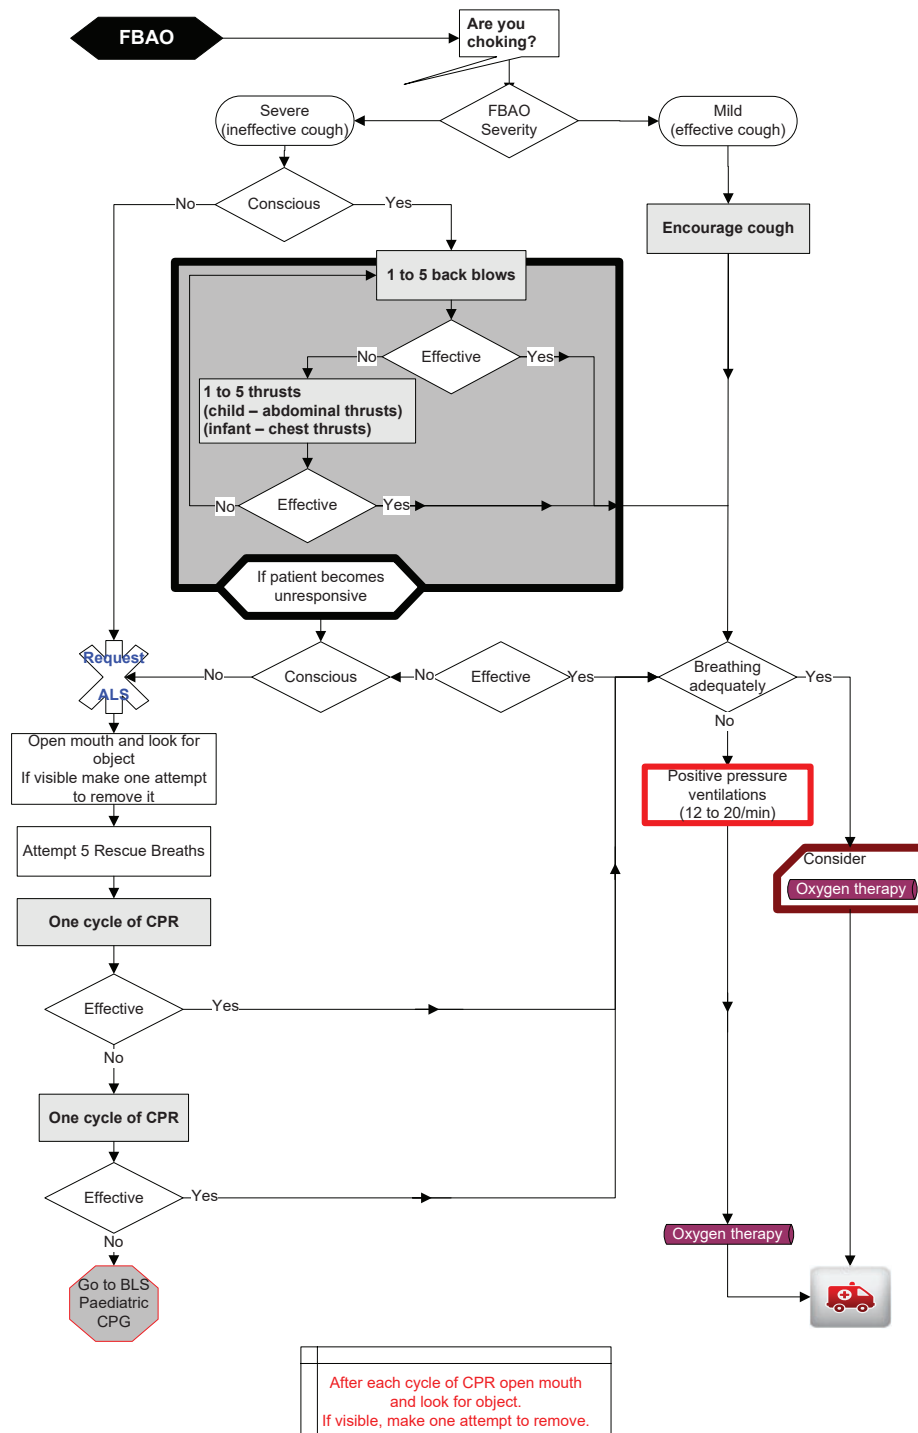 FBAO
Are you
choking?
Severe
(ineffective cough)
FBAO
Severity
Mild
(effective cough)
No
Conscious
Yes
Encourage cough
1 to 5 back blows
No
Effective
Yes
1 to 5 thrusts
(child – abdominal thrusts)
(infant – chest thrusts)
No
Effective
Yes
If patient becomes
unresponsive
Request
ALS
No
Conscious
No
Effective
Yes
Breathing
adequately
Yes
No
Open mouth and look for
object
If visible make one attempt
to remove it
Positive pressure
ventilations
(12 to 20/min)
Attempt 5 Rescue Breaths
Consider
Oxygen therapy
One cycle of CPR
Effective
Yes
No
One cycle of CPR
Effective
Yes
No
Oxygen therapy
Go to BLS
Paediatric
CPG
After each cycle of CPR open mouth
and look for object.
If visible, make one attempt to remove.